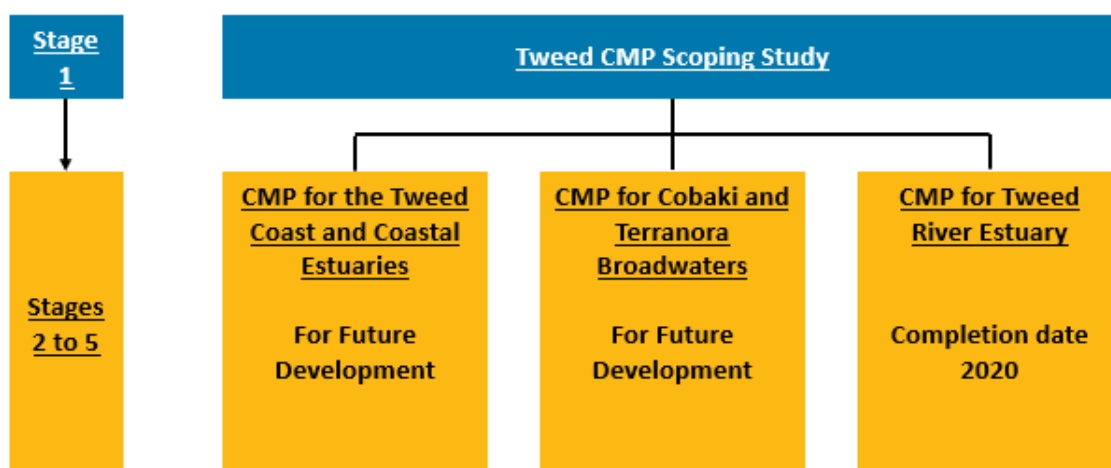 Stage
1
Tweed CMP Scoping Study
Stages
2 to 5
CMP for the Tweed
Coast and Coastal
Estuaries
For Future
Development
CMP for Cobaki and
Terranora
Broadwaters
For Future
Development
CMP for Tweed
River Estuary
Completion date
2020